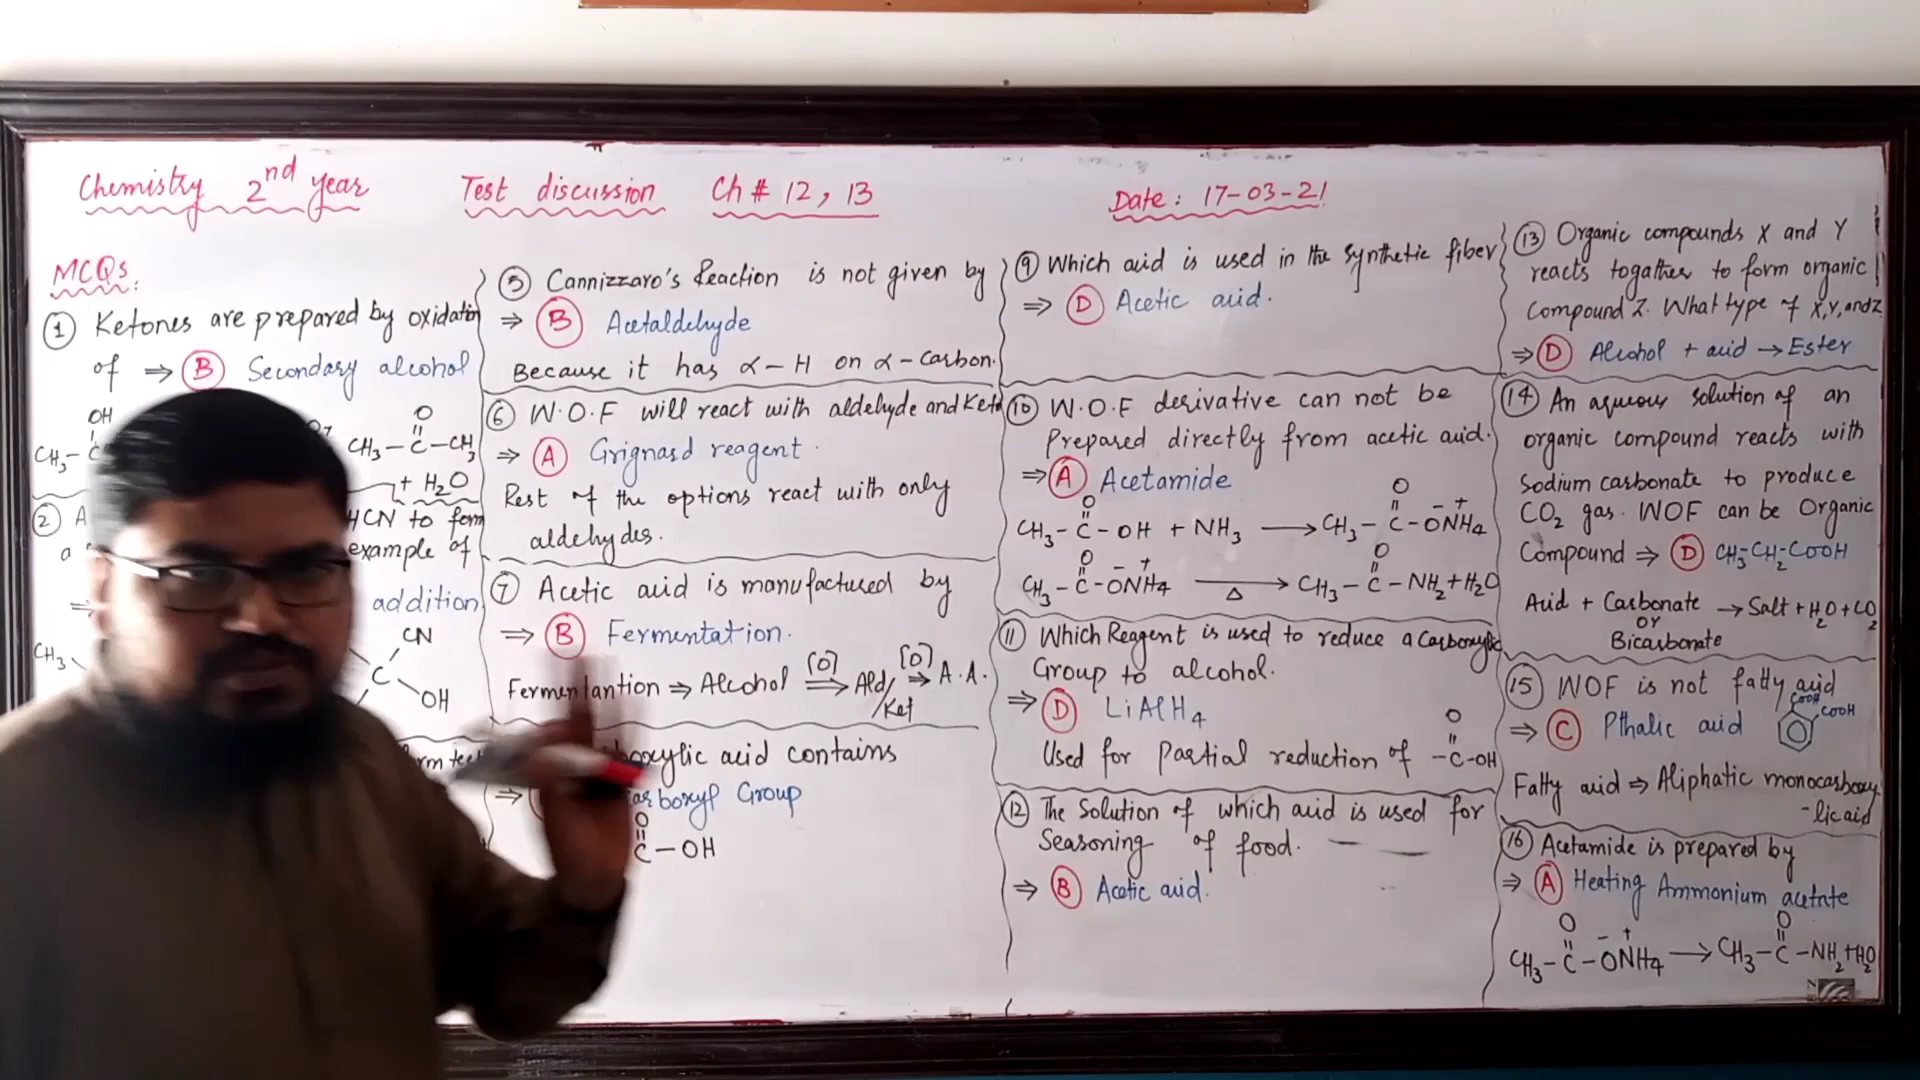 Chemistry 2nd year Test discussion Ch # 12, 13 Date: 17-03-21
MCQs:
① Ketones are prepared by oxidation
of ⇒ Ⓑ Secondary alcohol
OH O
CH3- C CH3-C-CH3
+ H2O
② A HCN to form
a example of
⇒ addition
CN
CH3 C
OH
⑤ Cannizzaro's Reaction is not given by
⇒ Ⓑ Acetaldehyde
Because it has α-H on α-Carbon.
⑥ W.O.F will react with aldehyde and Keto
⇒ Ⓐ Grignard reagent.
Rest of the options react with only
aldehydes.
⑦ Acetic acid is manufactured by
⇒ Ⓑ Fermentation.
Fermentantion ⇒ Alcohol [O]⇒ Ald/Ket [O]⇒ A.A.
boxylic acid contains
⇒ arboxyl Group
O
C-OH
⑨ Which acid is used in the synthetic fiber
⇒ Ⓓ Acetic acid.
⑩ W.O.F derivative can not be
Prepared directly from acetic acid.
⇒ Ⓐ Acetamide
O O
CH3-C-OH + NH3 → CH3-C-O⁻NH4⁺
O O
CH3-C-O⁻NH4⁺ →Δ CH3-C-NH2+H2O
⑪ Which Reagent is used to reduce a Carboxylic
Group to alcohol.
⇒ Ⓓ LiAlH4
O
Used for Partial reduction of -C-OH
⑫ The Solution of which acid is used for
Seasoning of food.
⇒ Ⓑ Acetic acid.
⑬ Organic compounds X and Y
reacts togather to form organic
Compound Z. What type of X,Y,and Z
⇒ Ⓓ Alcohol + acid → Ester
⑭ An aqueous solution of an
organic compound reacts with
Sodium carbonate to produce
CO2 gas. WOF can be Organic
Compound ⇒ Ⓓ CH3-CH2-COOH
Acid + Carbonate → Salt+H2O+CO2
or
Bicarbonate
⑮ WOF is not fatty acid
⇒ Ⓒ Pthalic acid COOH COOH
Fatty acid ⇒ Aliphatic monocarboxy
-lic acid
⑯ Acetamide is prepared by
⇒ Ⓐ Heating Ammonium acetate
O O
CH3-C-O⁻NH4⁺ → CH3-C-NH2+H2O